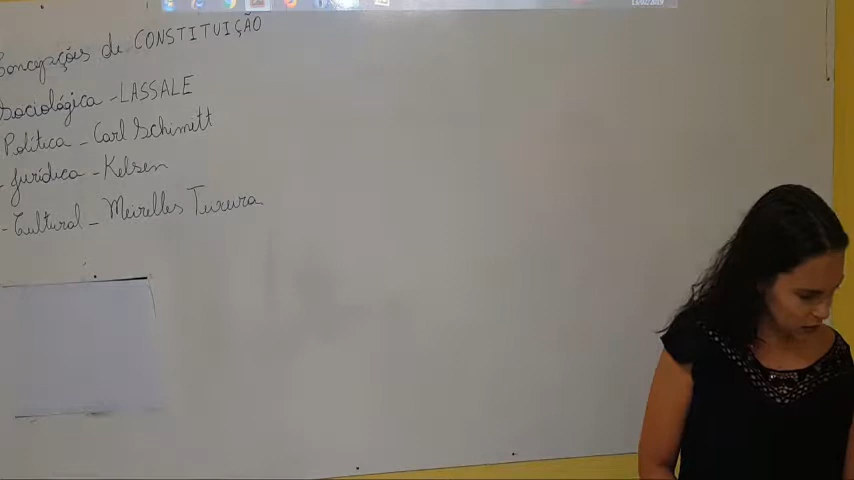 Concepções de CONSTITUIÇÃO
Sociológica - LASSALE
Política - Carl Schimitt
- Jurídica - Kelsen
- Cultural - Meirelles Teixeira